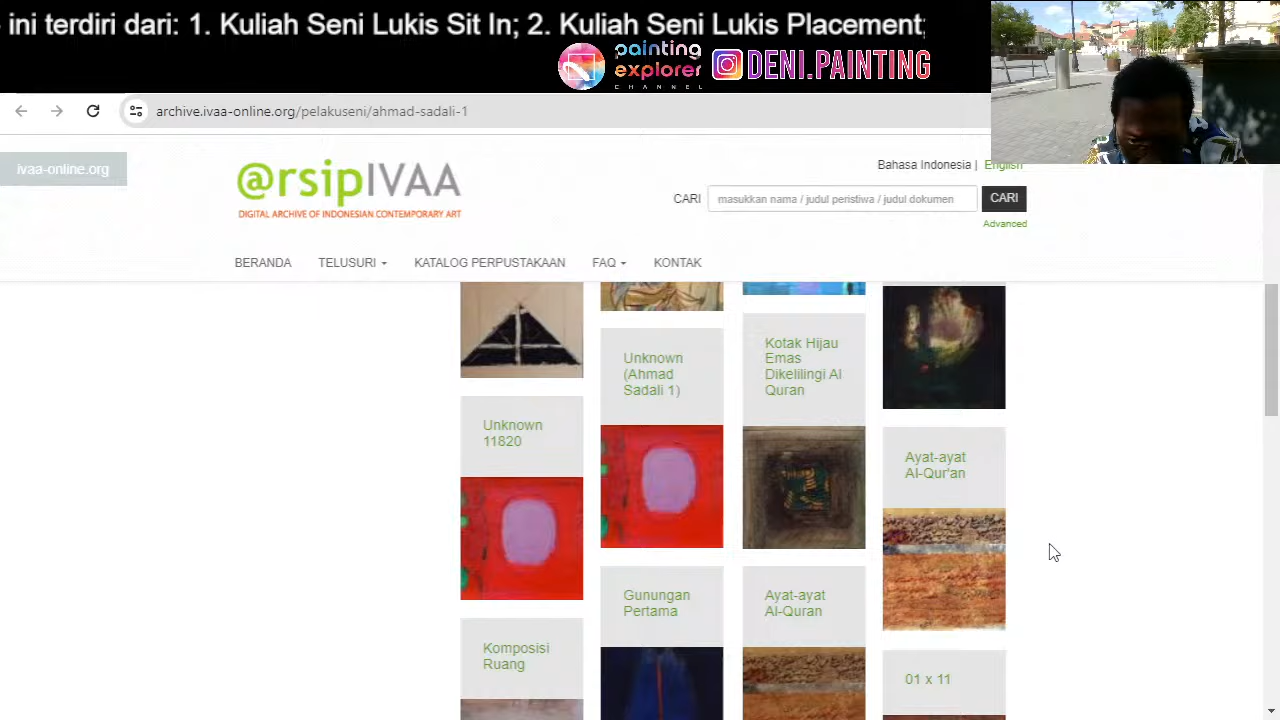 ini terdiri dari: 1. Kuliah Seni Lukis Sit In; 2. Kuliah Seni Lukis Placement;
painting
explorer
CHANNEL
DENI.PAINTING
archive.ivaa-online.org/pelakuseni/ahmad-sadali-1
ivaa-online.org
@rsipIVAA
DIGITAL ARCHIVE OF INDONESIAN CONTEMPORARY ART
Bahasa Indonesia | English
CARI masukkan nama / judul peristiwa / judul dokumen CARI
Advanced
BERANDA TELUSURI KATALOG PERPUSTAKAAN FAQ KONTAK
Unknown
11820
Komposisi
Ruang
Unknown
(Ahmad
Sadali 1)
Gunungan
Pertama
Kotak Hijau
Emas
Dikelilingi Al
Quran
Ayat-ayat
Al-Quran
Ayat-ayat
Al-Qur'an
01 x 11